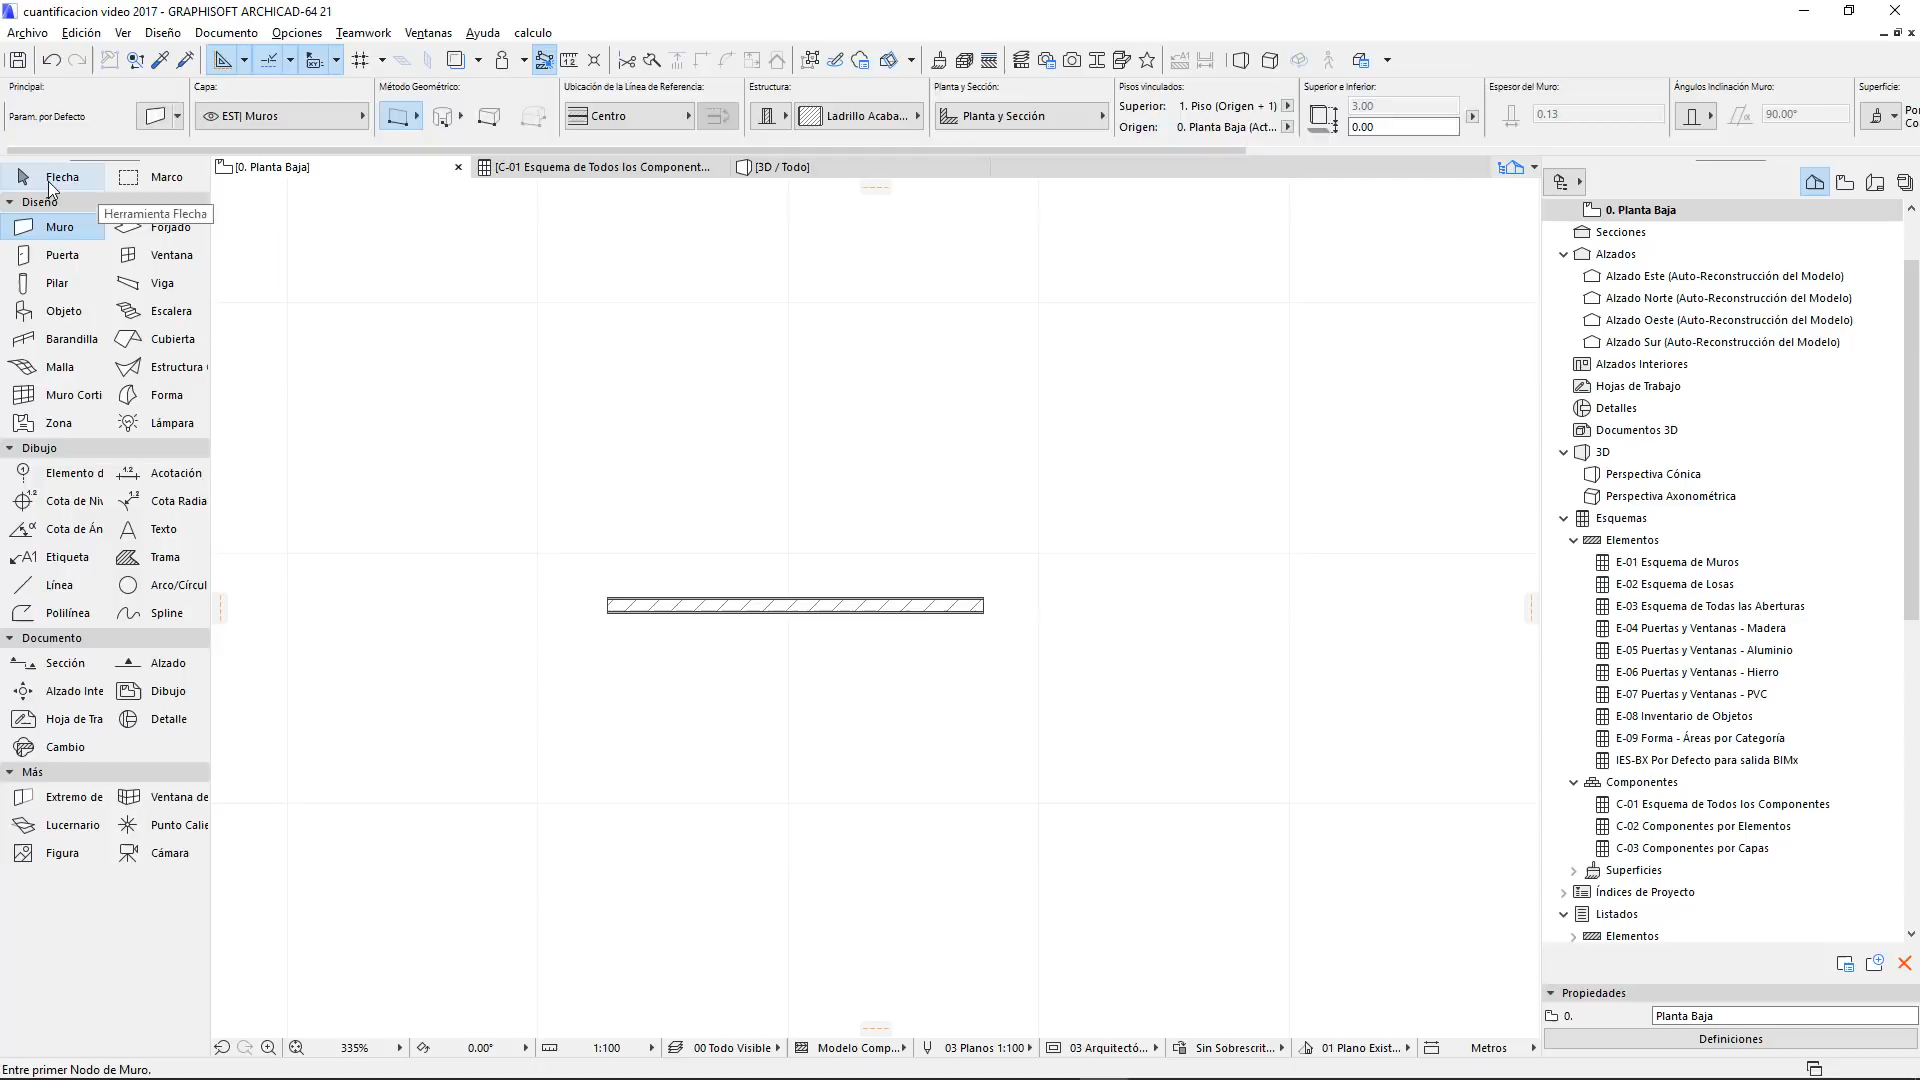 cuantificacion video 2017 - GRAPHISOFT ARCHICAD-64 21
Archivo Edición Ver Diseño Documento Opciones Teamwork Ventanas Ayuda calculo
Principal: Capa: Método Geométrico: Ubicación de la Línea de Referencia: Estructura: Planta y Sección: Pisos vinculados: Superior e Inferior: Espesor del Muro: Ángulos Inclinación Muro: Superficie:
Param. por Defecto EST| Muros Centro Ladrillo Acaba... Planta y Sección Superior: 1. Piso (Origen + 1) 3.00 0.13 90.00° Po
Origen: 0. Planta Baja (Act... 0.00 Co
[0. Planta Baja] [C-01 Esquema de Todos los Component... [3D / Todo]
Flecha Marco
Diseño
Herramienta Flecha
Muro Forjado
Puerta Ventana
Pilar Viga
Objeto Escalera
Barandilla Cubierta
Malla Estructura
Muro Corti Forma
Zona Lámpara
Dibujo
Elemento d Acotación
Cota de Niv Cota Radia
Cota de Án Texto
Etiqueta Trama
Línea Arco/Círcul
Polilínea Spline
Documento
Sección Alzado
Alzado Inte Dibujo
Hoja de Tra Detalle
Cambio
Más
Extremo de Ventana de
Lucernario Punto Calie
Figura Cámara
0. Planta Baja
Secciones
Alzados
Alzado Este (Auto-Reconstrucción del Modelo)
Alzado Norte (Auto-Reconstrucción del Modelo)
Alzado Oeste (Auto-Reconstrucción del Modelo)
Alzado Sur (Auto-Reconstrucción del Modelo)
Alzados Interiores
Hojas de Trabajo
Detalles
Documentos 3D
3D
Perspectiva Cónica
Perspectiva Axonométrica
Esquemas
Elementos
E-01 Esquema de Muros
E-02 Esquema de Losas
E-03 Esquema de Todas las Aberturas
E-04 Puertas y Ventanas - Madera
E-05 Puertas y Ventanas - Aluminio
E-06 Puertas y Ventanas - Hierro
E-07 Puertas y Ventanas - PVC
E-08 Inventario de Objetos
E-09 Forma - Áreas por Categoría
IES-BX Por Defecto para salida BIMx
Componentes
C-01 Esquema de Todos los Componentes
C-02 Componentes por Elementos
C-03 Componentes por Capas
Superficies
Índices de Proyecto
Listados
Elementos
Propiedades
0. Planta Baja
Definiciones
335% 0.00° 1:100 00 Todo Visible Modelo Comp... 03 Planos 1:100 03 Arquitectó... Sin Sobrescrit... 01 Plano Exist... Metros
Entre primer Nodo de Muro.